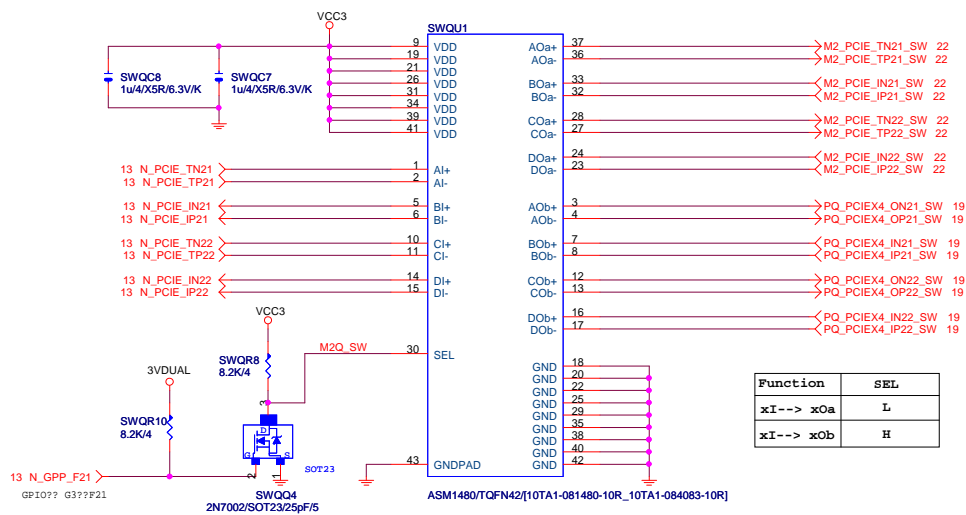 VCC3
SWQU1
SWQC8
1u/4/X5R/6.3V/K
SWQC7
1u/4/X5R/6.3V/K
9 VDD
19 VDD
21 VDD
26 VDD
31 VDD
34 VDD
39 VDD
41 VDD
13 N_PCIE_TN21 1 AI+
13 N_PCIE_TP21 2 AI-
13 N_PCIE_IN21 5 BI+
13 N_PCIE_IP21 6 BI-
13 N_PCIE_TN22 10 CI+
13 N_PCIE_TP22 11 CI-
13 N_PCIE_IN22 14 DI+
13 N_PCIE_IP22 15 DI-
AOa+ 37 M2_PCIE_TN21_SW 22
AOa- 36 M2_PCIE_TP21_SW 22
BOa+ 33 M2_PCIE_IN21_SW 22
BOa- 32 M2_PCIE_IP21_SW 22
COa+ 28 M2_PCIE_TN22_SW 22
COa- 27 M2_PCIE_TP22_SW 22
DOa+ 24 M2_PCIE_IN22_SW 22
DOa- 23 M2_PCIE_IP22_SW 22
AOb+ 3 PQ_PCIEX4_ON21_SW 19
AOb- 4 PQ_PCIEX4_OP21_SW 19
BOb+ 7 PQ_PCIEX4_IN21_SW 19
BOb- 8 PQ_PCIEX4_IP21_SW 19
COb+ 12 PQ_PCIEX4_ON22_SW 19
COb- 13 PQ_PCIEX4_OP22_SW 19
DOb+ 16 PQ_PCIEX4_IN22_SW 19
DOb- 17 PQ_PCIEX4_IP22_SW 19
VCC3
M2Q_SW 30 SEL
SWQR8
8.2K/4
3VDUAL
SWQR10
8.2K/4
3
D
G
S
2
1
SOT23
13 N_GPP_F21
GPIO?? G3??F21
SWQQ4
2N7002/SOT23/25pF/5
43 GNDPAD
GND 18
GND 20
GND 22
GND 25
GND 29
GND 35
GND 38
GND 40
GND 42
ASM1480/TQFN42/[10TA1-081480-10R_10TA1-084083-10R]
Function SEL
xI--> xOa L
xI--> xOb H